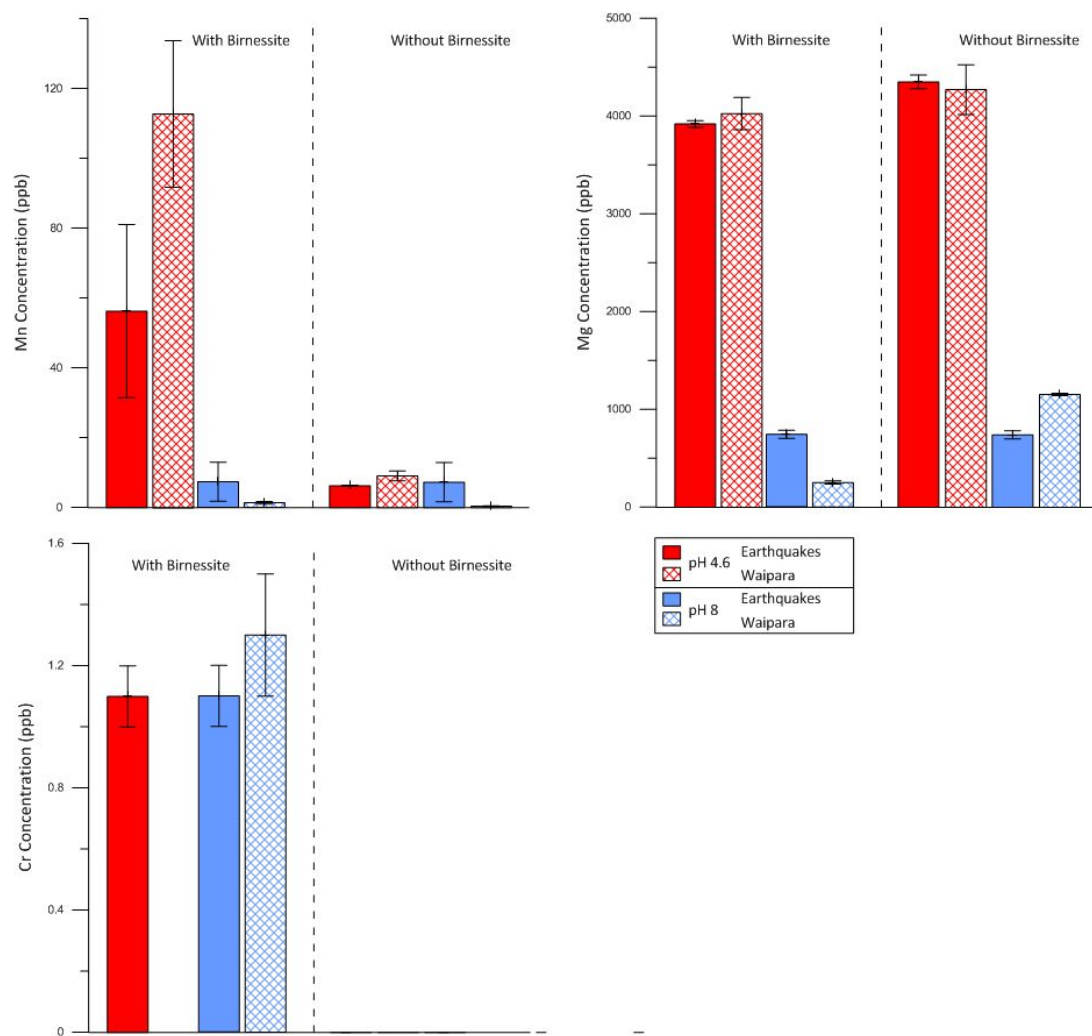 With Birnessite
Without Birnessite
120
80
40
0
Mn Concentration (ppb)
With Birnessite
Without Birnessite
5000
4000
3000
2000
1000
0
Mg Concentration (ppb)
With Birnessite
Without Birnessite
1.6
1.2
0.8
0.4
0
Cr Concentration (ppb)
pH 4.6
Earthquakes
Waipara
pH 8
Earthquakes
Waipara